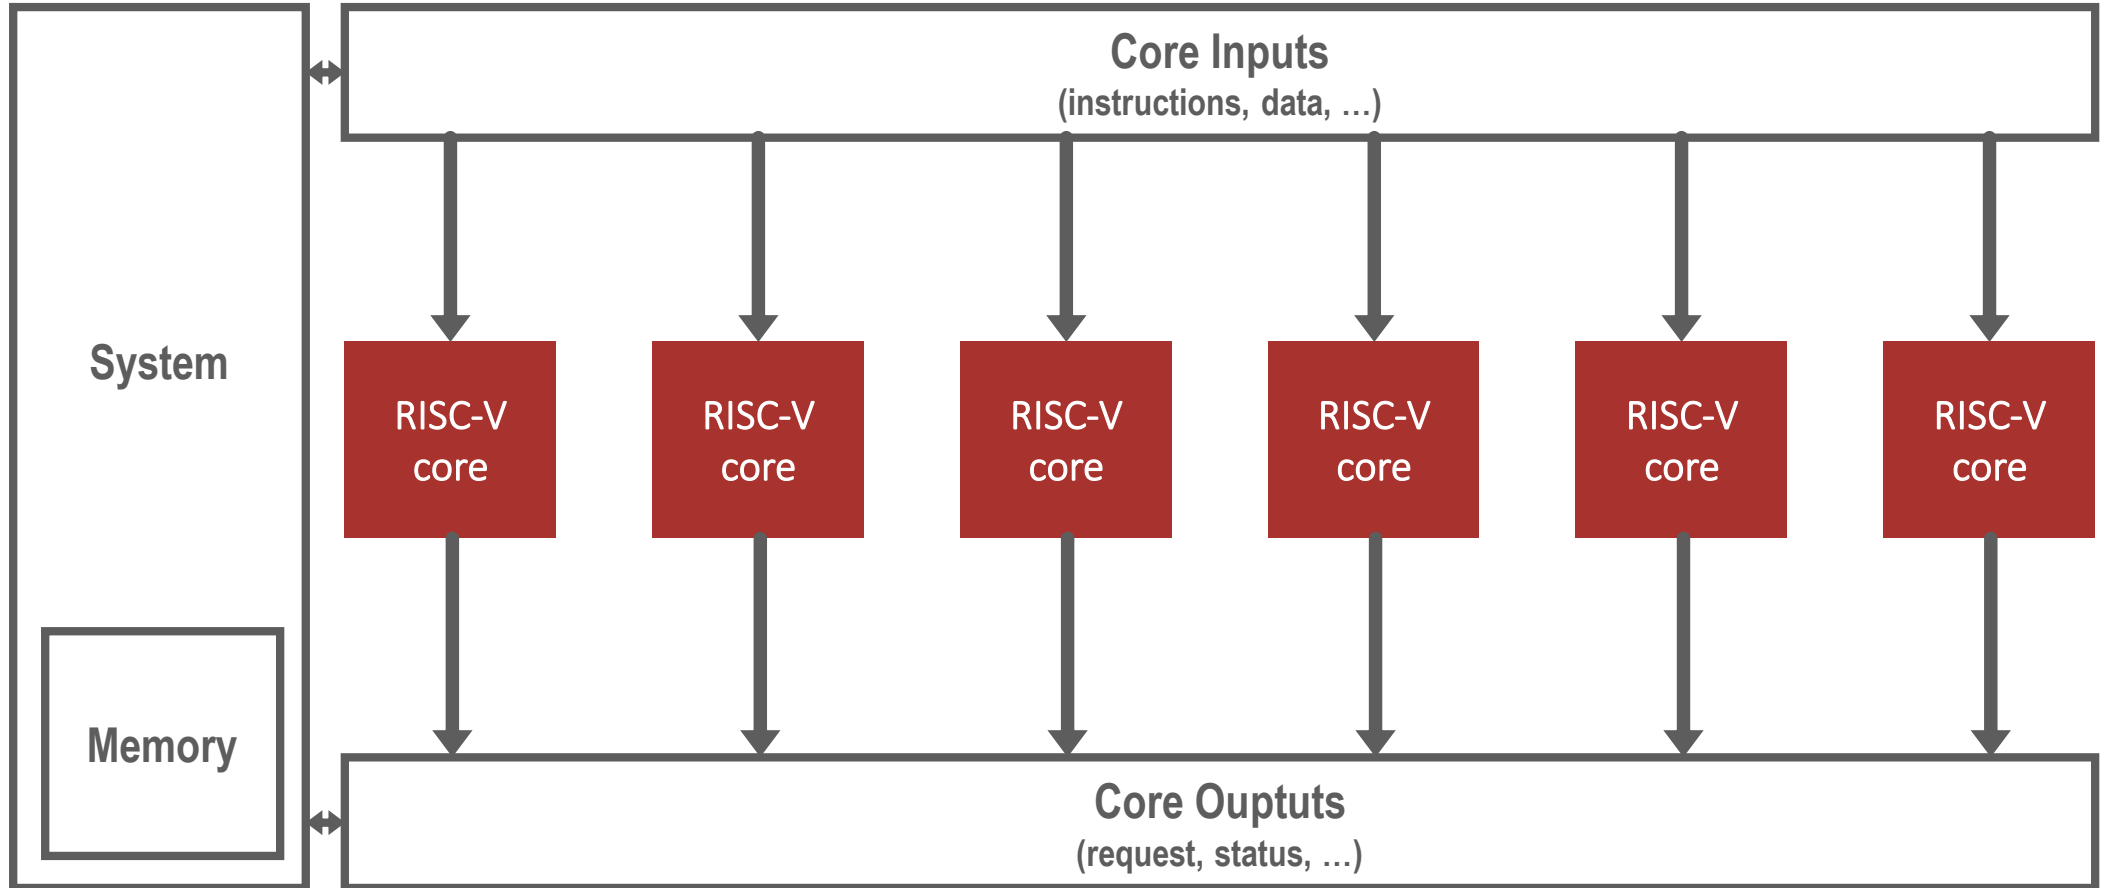 Core Inputs
(instructions, data, …)
System
RISC-V
core
RISC-V
core
RISC-V
core
RISC-V
core
RISC-V
core
RISC-V
core
Memory
Core Ouptuts
(request, status, …)